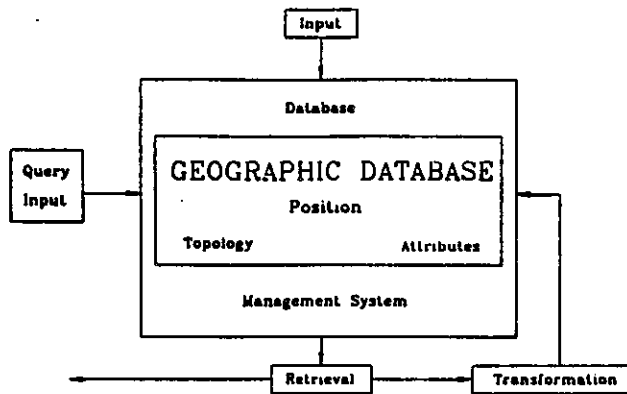 Input
Database
Query
Input
GEOGRAPHIC DATABASE
Position
Topology Attributes
Management System
Retrieval
Transformation